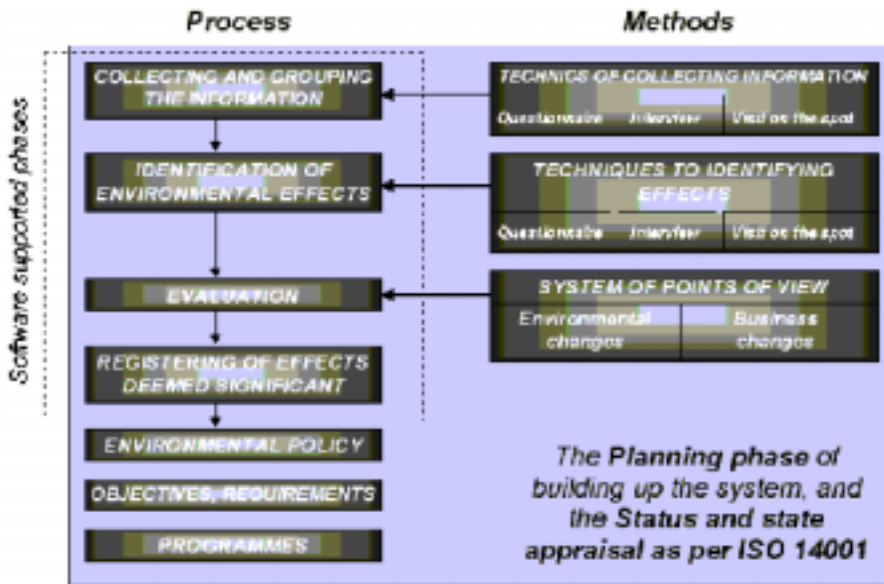 Process
Methods
Software supported phases
COLLECTING AND GROUPING
THE INFORMATION
TECHNICS OF COLLECTING INFORMATION
Questionnaire Interview Visit on the spot
IDENTIFICATION OF
ENVIRONMENTAL EFFECTS
TECHNIQUES TO IDENTIFYING
EFFECTS
Questionnaire Interview Visit on the spot
EVALUATION
SYSTEM OF POINTS OF VIEW
Environmental
changes
Business
changes
REGISTERING OF EFFECTS
DEEMED SIGNIFICANT
ENVIRONMENTAL POLICY
OBJECTIVES, REQUIREMENTS
PROGRAMMES
The Planning phase of
building up the system, and
the Status and state
appraisal as per ISO 14001